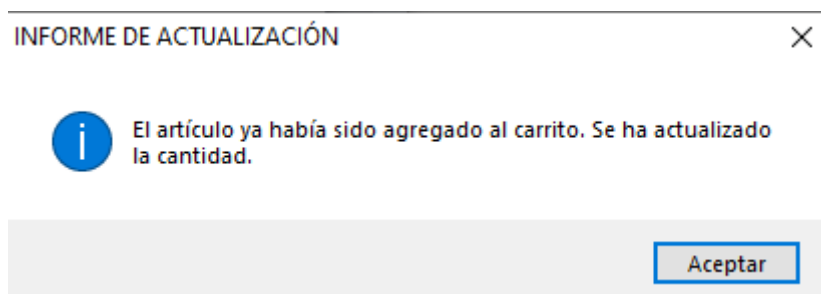 INFORME DE ACTUALIZACIÓN
El artículo ya había sido agregado al carrito. Se ha actualizado
la cantidad.
Aceptar